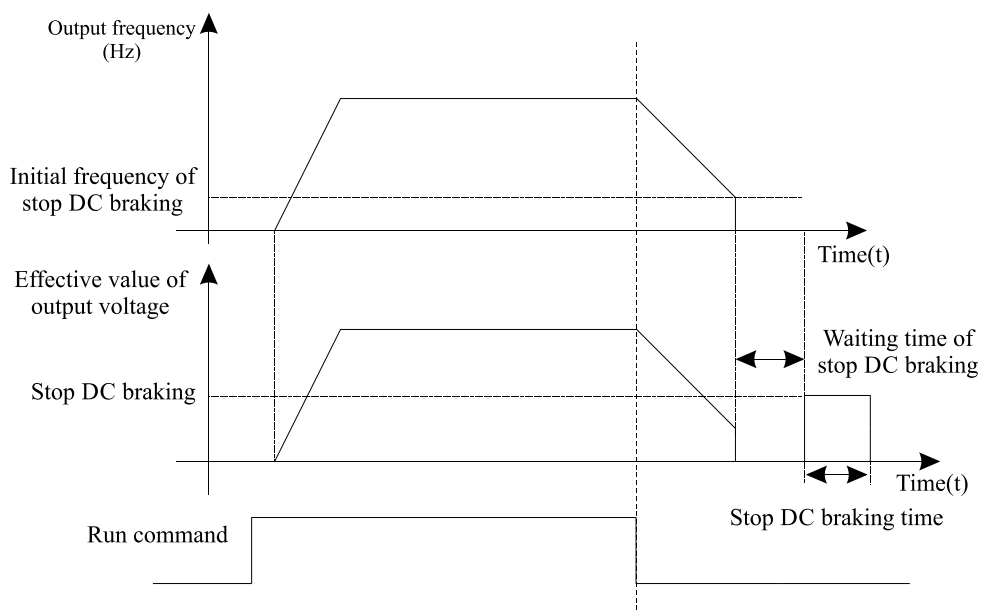 Output frequency
(Hz)
Initial frequency of
stop DC braking
Time(t)
Effective value of
output voltage
Waiting time of
stop DC braking
Stop DC braking
Time(t)
Stop DC braking time
Run command